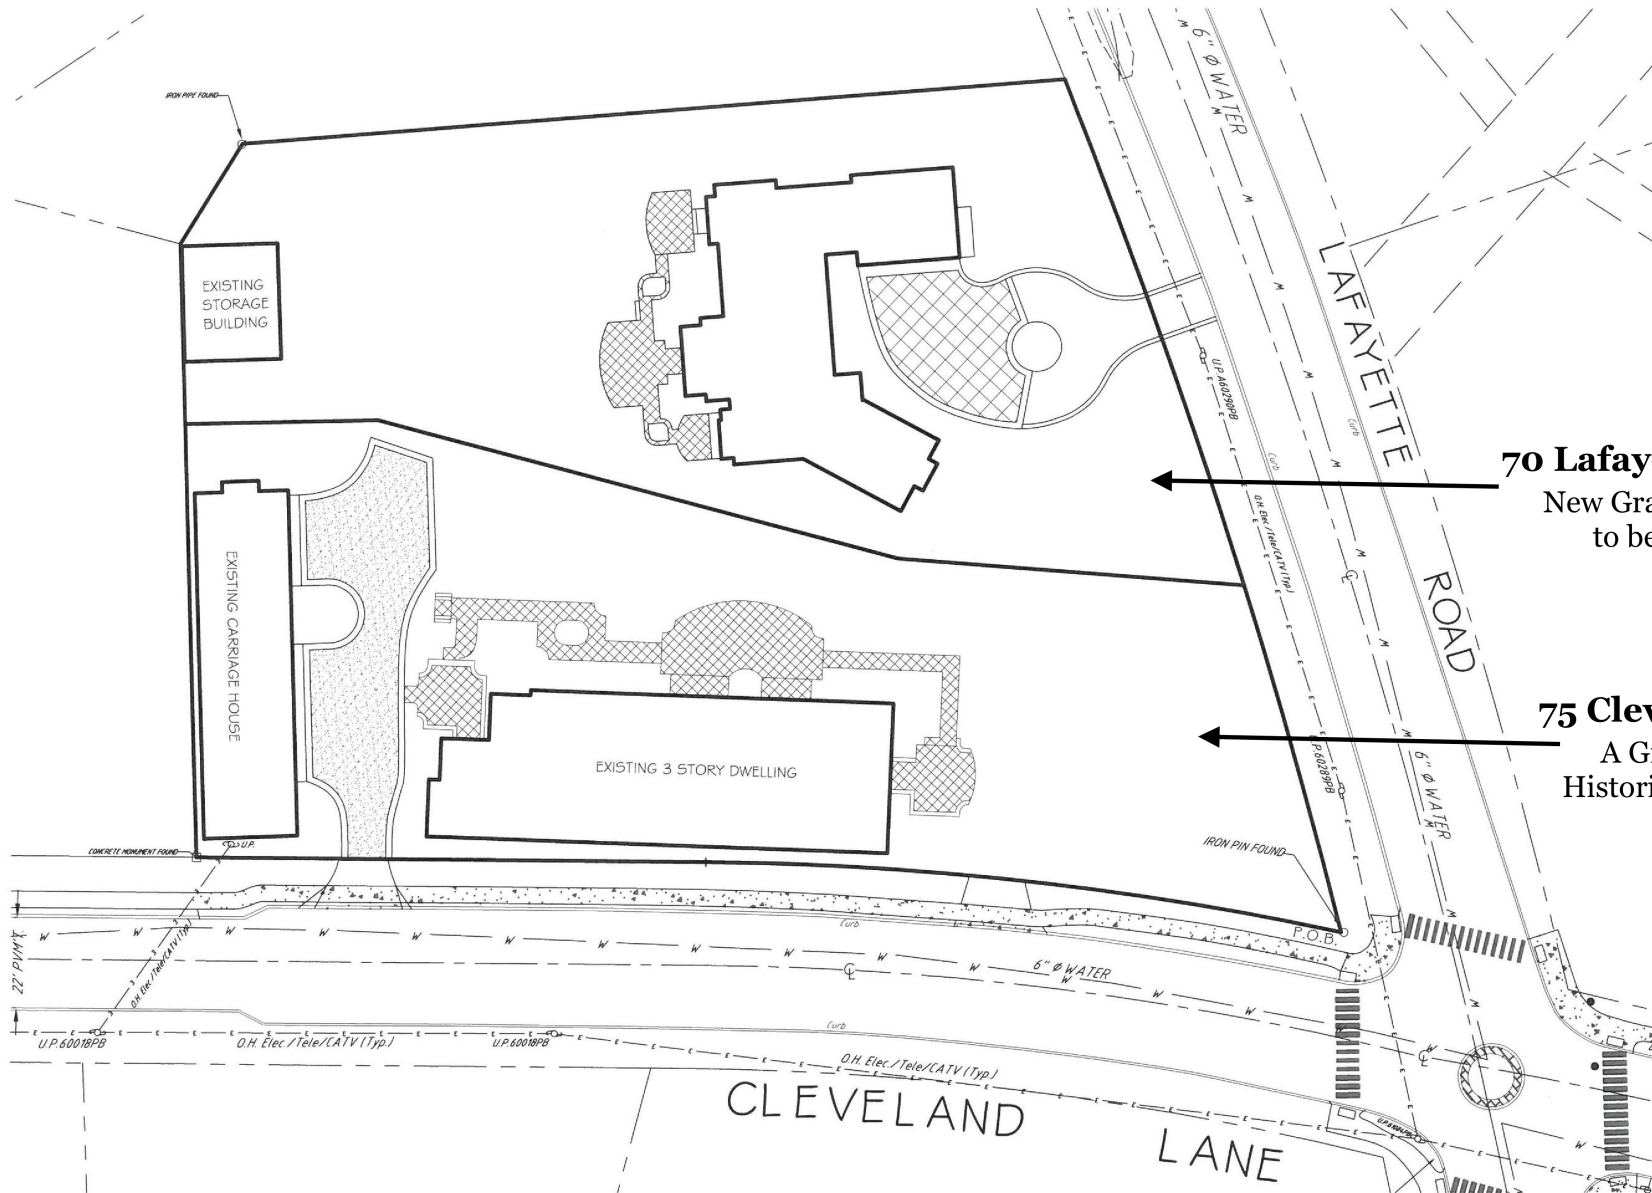 IRON PIPE FOUND
6" Ø WATER
EXISTING
STORAGE
BUILDING
LAFAYETTE
ROAD
U.P.A60290PB
Curb
Curb
O.H. Elec./Tele/CATV (Typ.)
70 Lafay
New Gra
to be
EXISTING CARRIAGE HOUSE
EXISTING 3 STORY DWELLING
75 Clev
A G
Histori
U.P.60289PB
6" Ø WATER
IRON PIN FOUND
CONCRETE MONUMENT FOUND
U.P.
P.O.B.
22' PVM'T.
O.H. Elec./Tele/CATV (Typ.)
Curb
6" Ø WATER
Curb
U.P.60018PB
O.H. Elec./Tele/CATV (Typ.)
U.P.60018PB
O.H. Elec./Tele/CATV (Typ.)
CLEVELAND
LANE